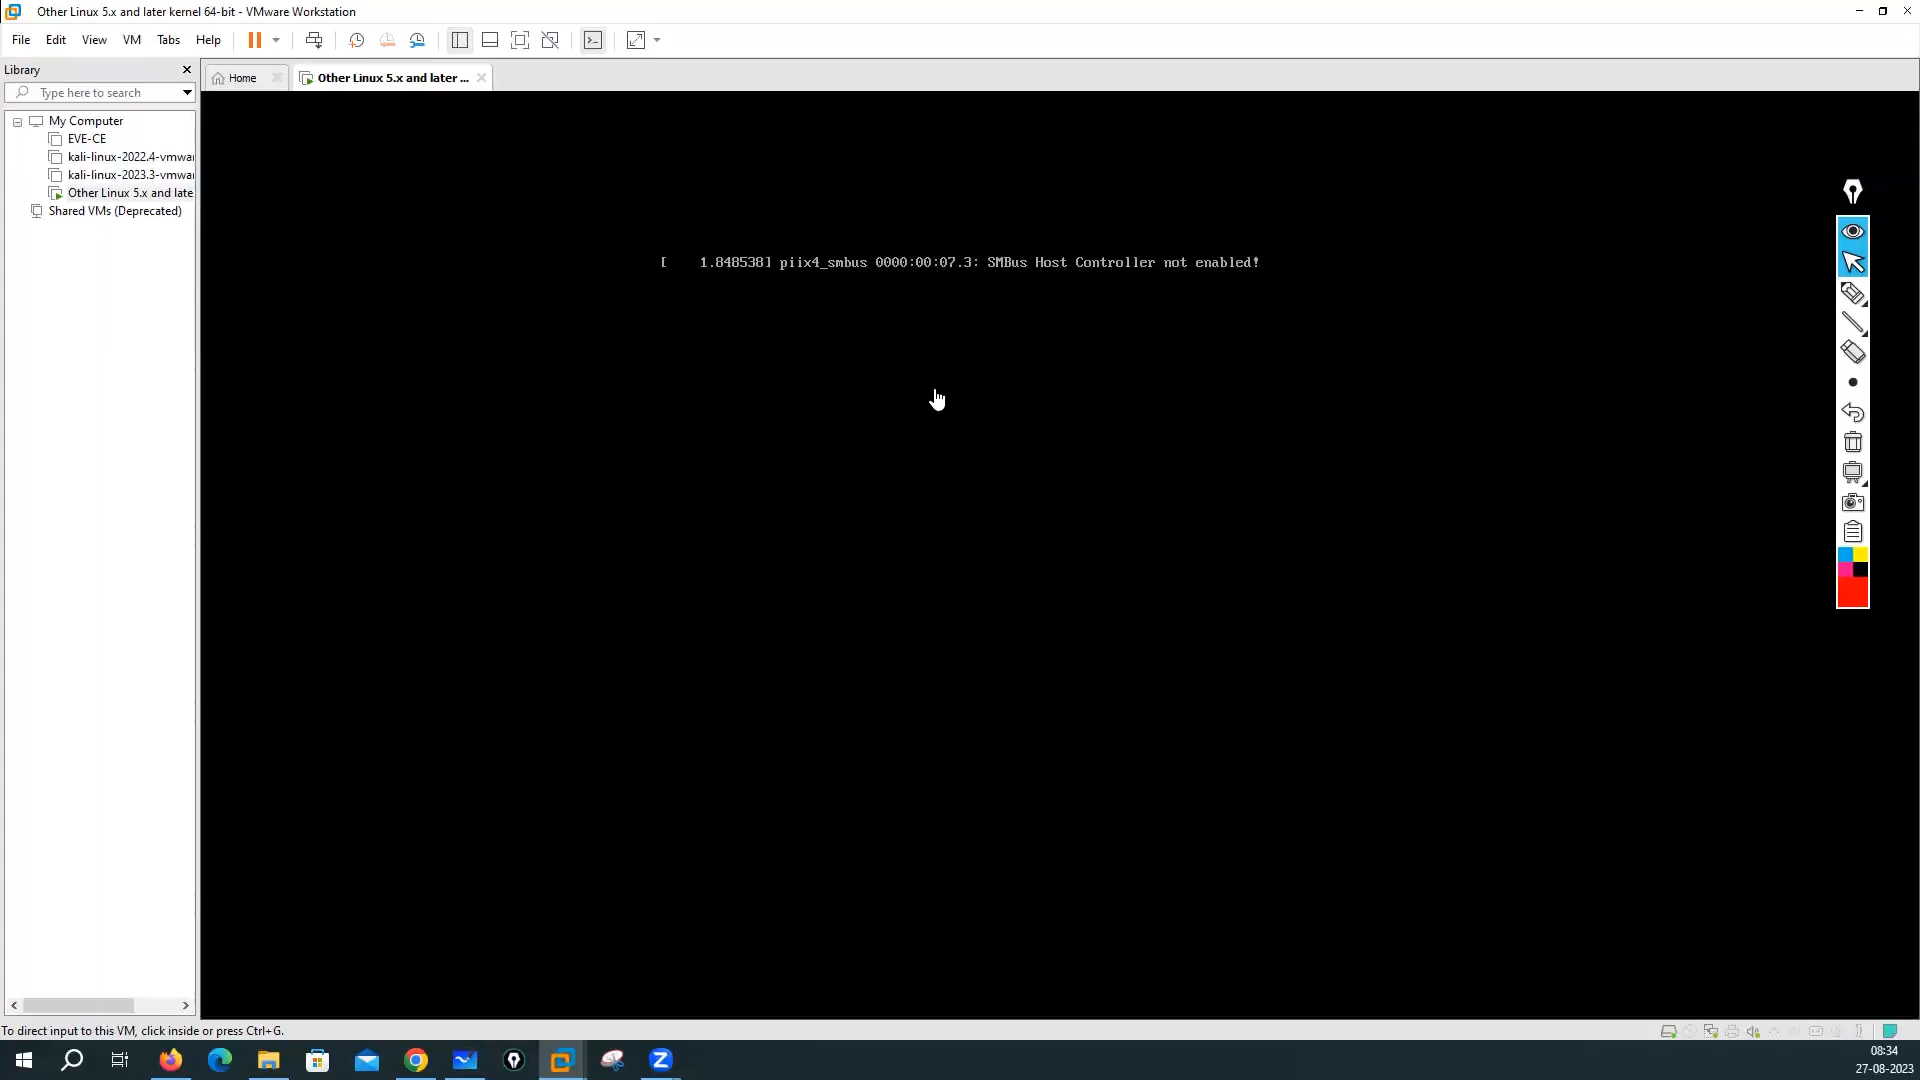 Other Linux 5.x and later kernel 64-bit - VMware Workstation
File Edit View VM Tabs Help
Library
Home
Other Linux 5.x and later ...
Type here to search
My Computer
EVE-CE
kali-linux-2022.4-vmwar
kali-linux-2023.3-vmwar
Other Linux 5.x and late
Shared VMs (Deprecated)
[    1.848538] piix4_smbus 0000:00:07.3: SMBus Host Controller not enabled!
To direct input to this VM, click inside or press Ctrl+G.
08:34
27-08-2023